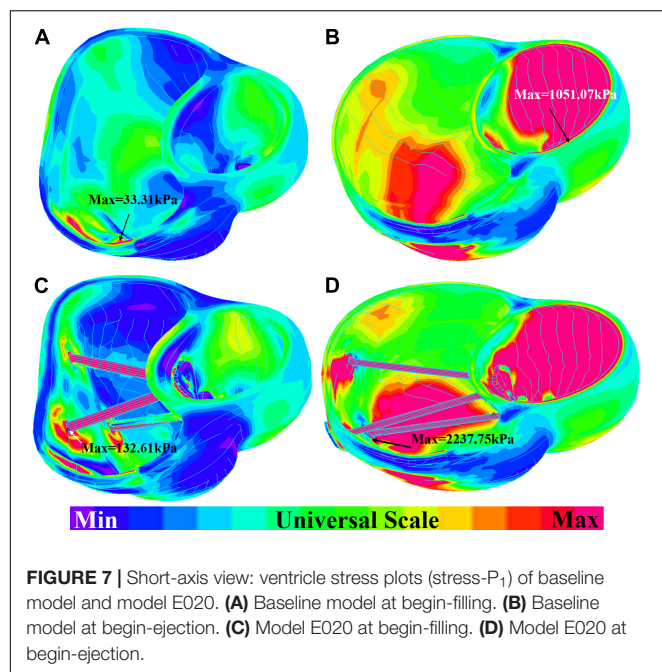 A
B
Max=1051.07kPa
Max=33.31kPa
C
D
Max=132.61kPa
Max=2237.75kPa
Min Universal Scale Max
FIGURE 7 | Short-axis view: ventricle stress plots (stress-P₁) of baseline
model and model E020. (A) Baseline model at begin-filling. (B) Baseline
model at begin-ejection. (C) Model E020 at begin-filling. (D) Model E020 at
begin-ejection.